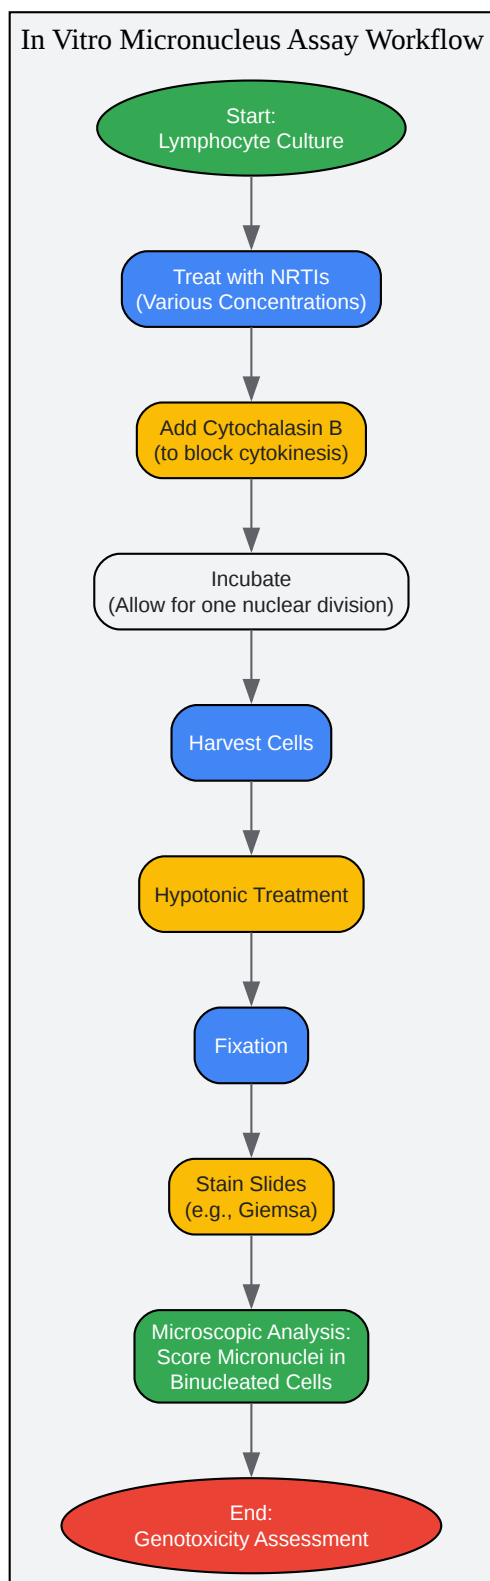 In Vitro Micronucleus Assay Workflow
Start:
Lymphocyte Culture
Treat with NRTIs
(Various Concentrations)
Add Cytochalasin B
(to block cytokinesis)
Incubate
(Allow for one nuclear division)
Harvest Cells
Hypotonic Treatment
Fixation
Stain Slides
(e.g., Giemsa)
Microscopic Analysis:
Score Micronuclei in
Binucleated Cells
End:
Genotoxicity Assessment